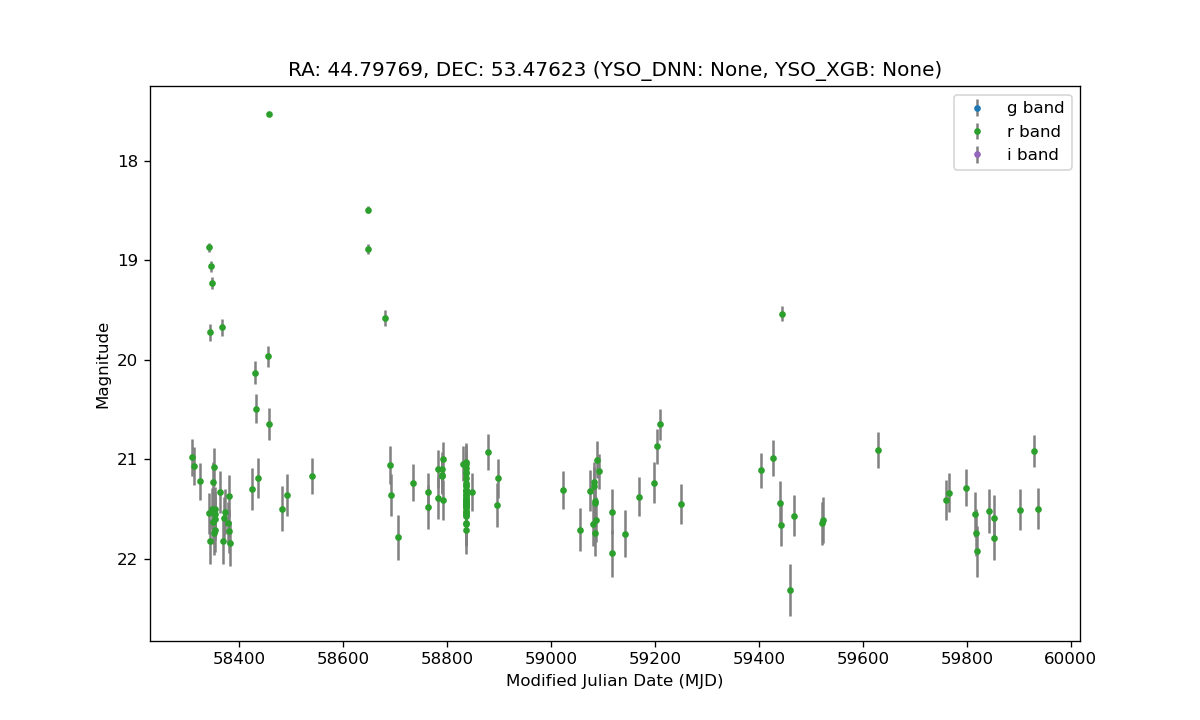 RA: 44.79769, DEC: 53.47623 (YSO_DNN: None, YSO_XGB: None)
g band
r band
i band
18
19
20
21
22
Magnitude
58400 58600 58800 59000 59200 59400 59600 59800 60000
Modified Julian Date (MJD)